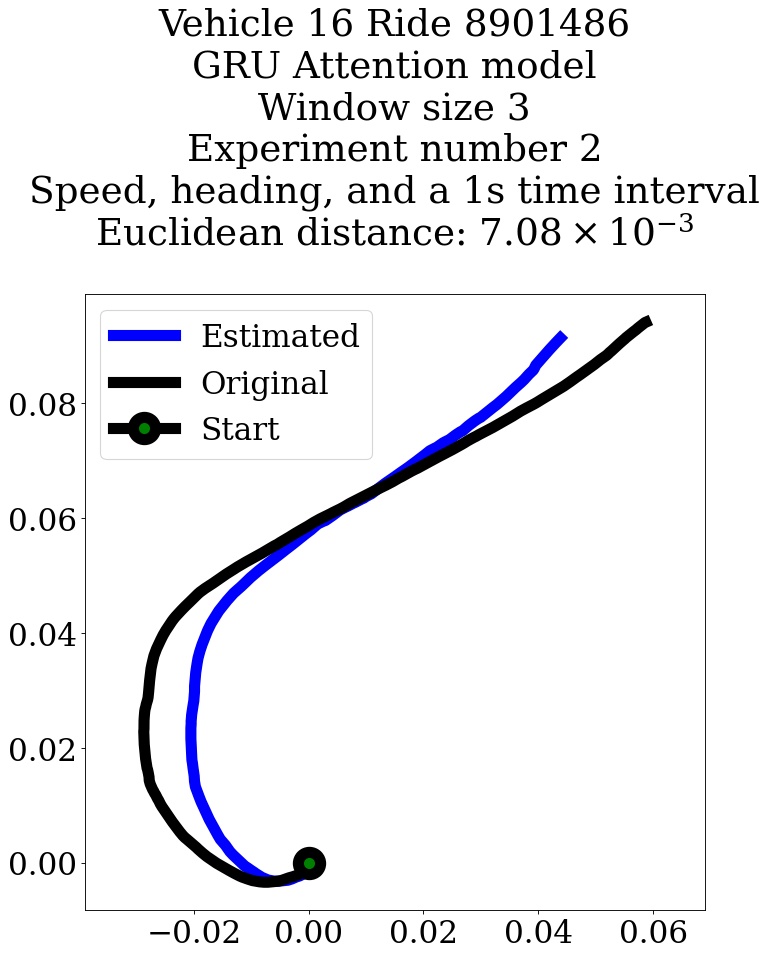 Vehicle 16 Ride 8901486
GRU Attention model
Window size 3
Experiment number 2
Speed, heading, and a 1s time interval
Euclidean distance: 7.08 × 10⁻³
Estimated
Original
Start
0.08
0.06
0.04
0.02
0.00
−0.02 0.00 0.02 0.04 0.06